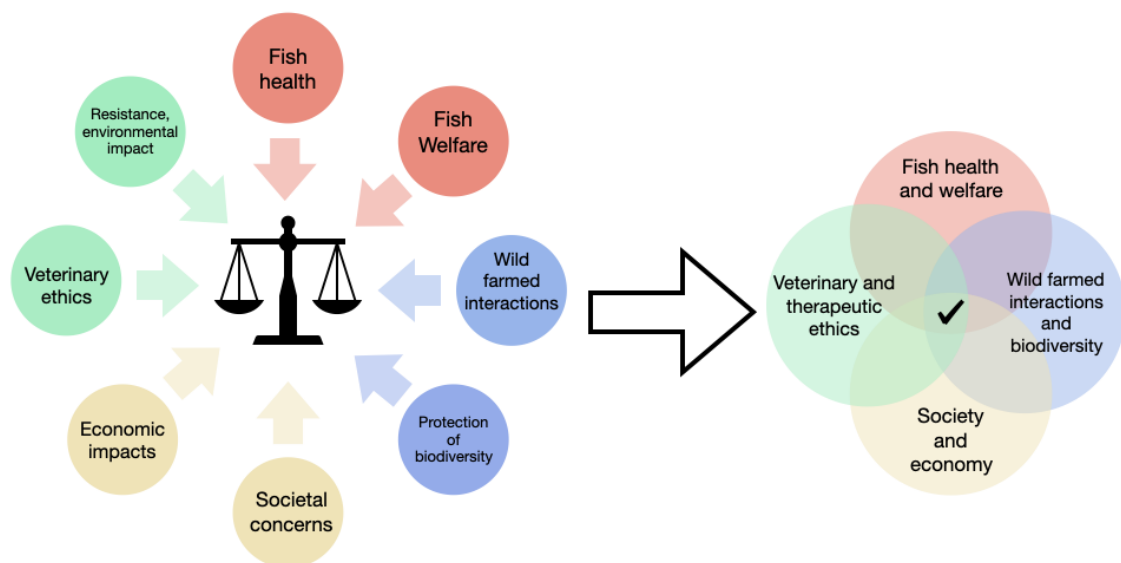 Fish
health
Fish
Welfare
Wild
farmed
interactions
Protection
of
biodiversity
Societal
concerns
Economic
impacts
Veterinary
ethics
Resistance,
environmental
impact
Fish health
and welfare
Wild farmed
interactions
and
biodiversity
Society
and
economy
Veterinary and
therapeutic
ethics